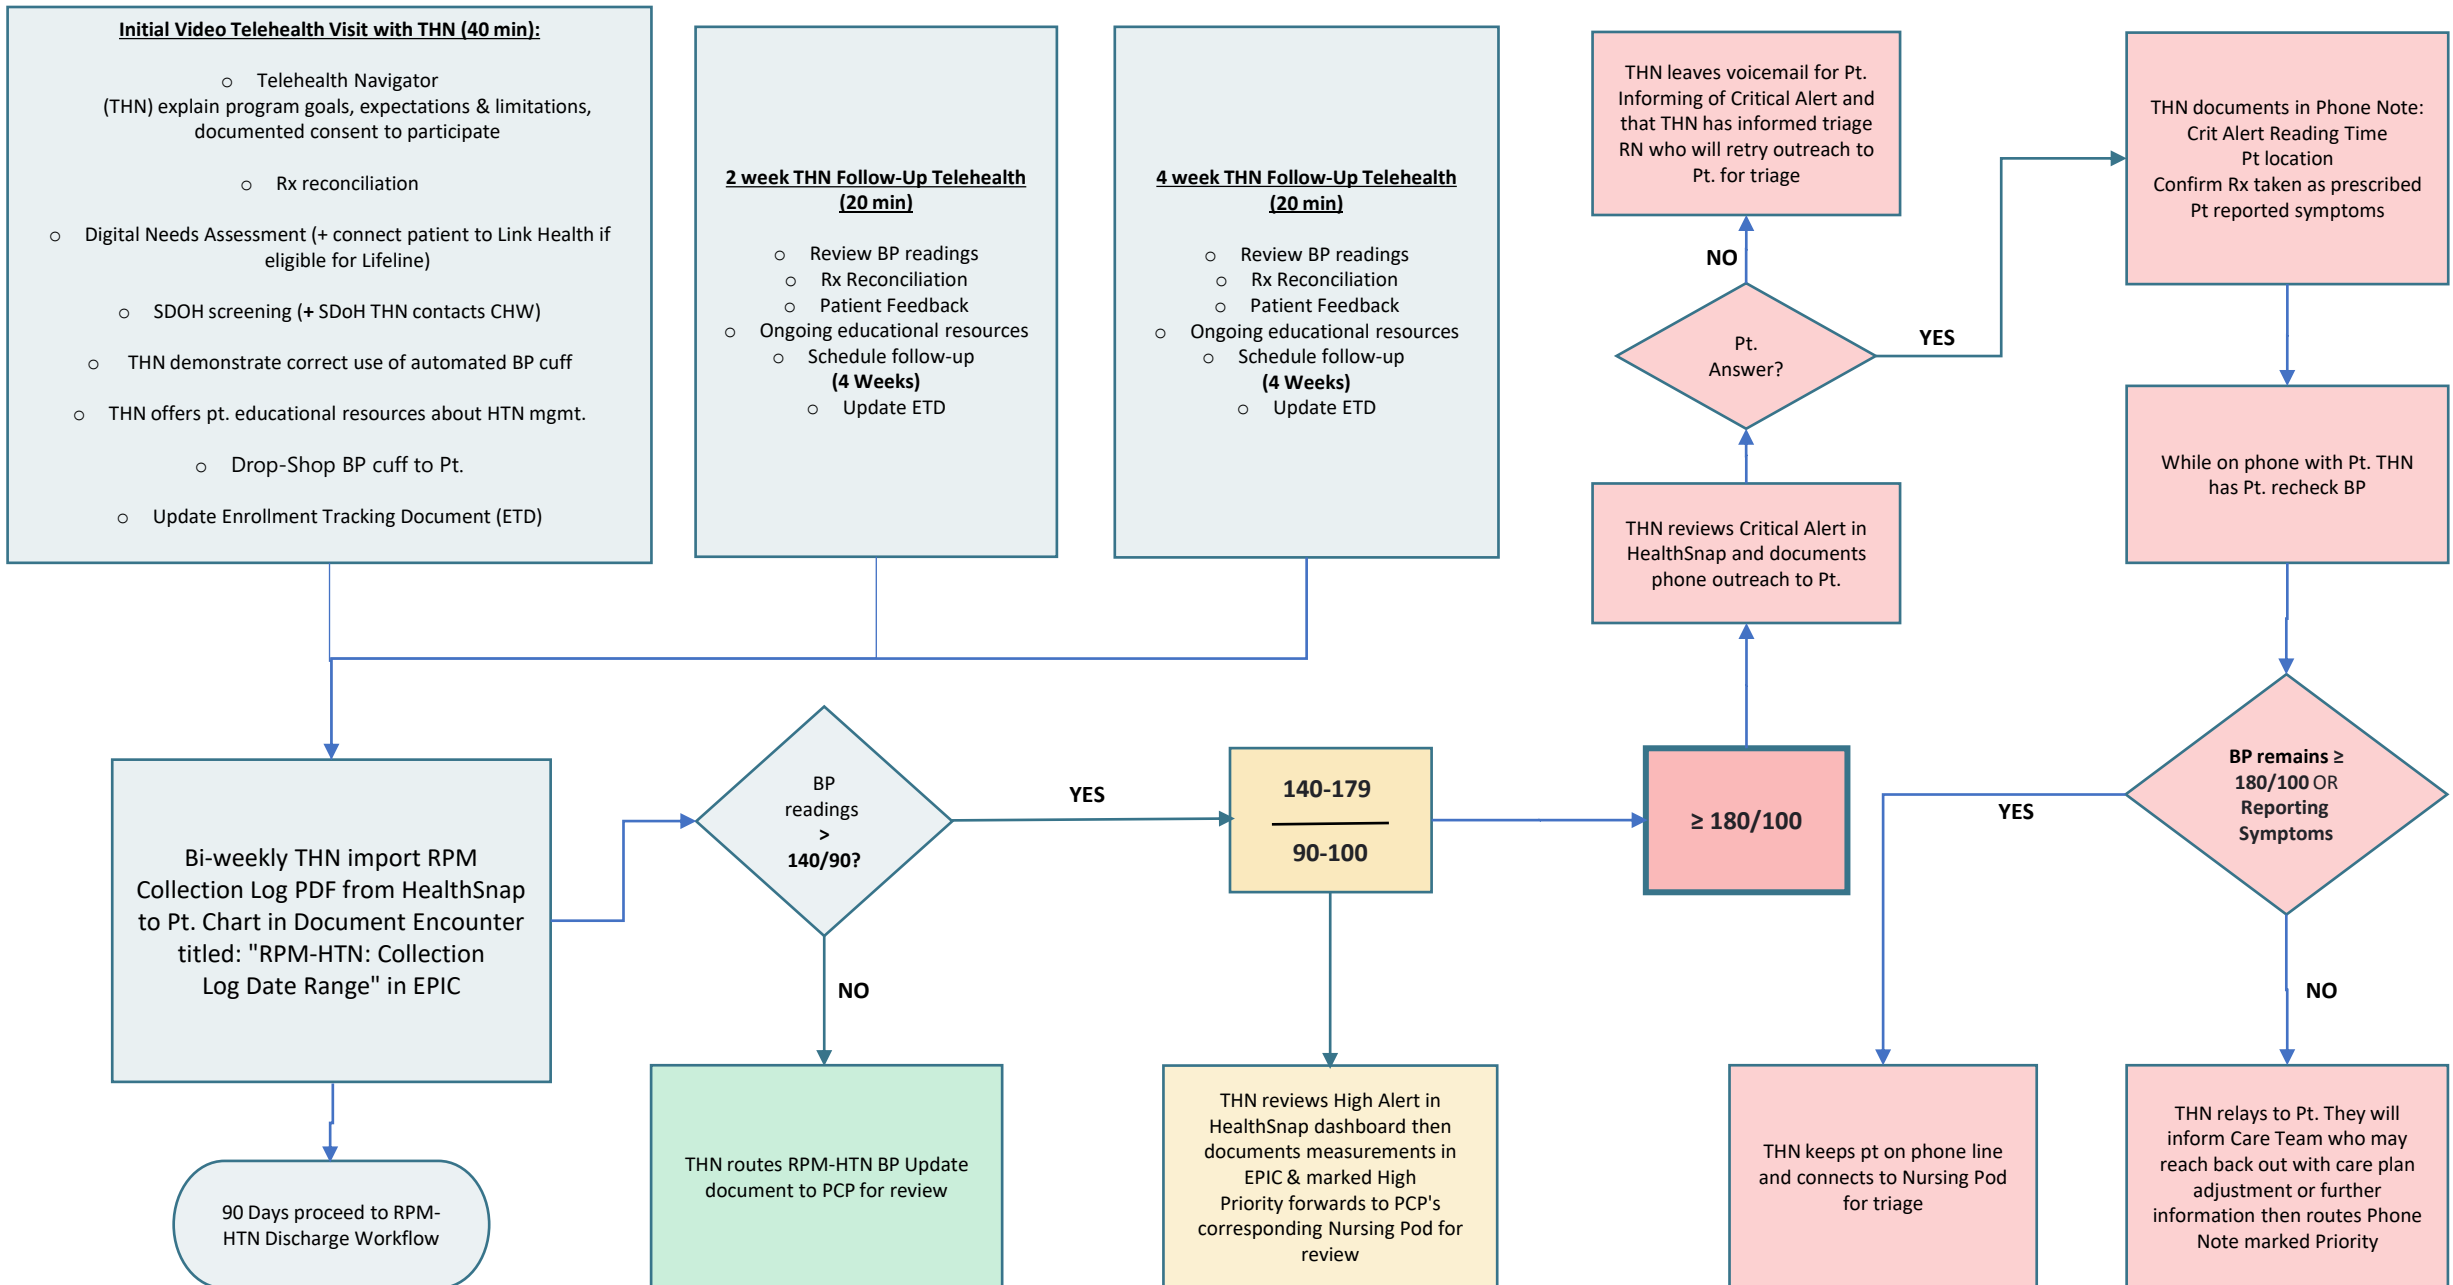 Initial Video Telehealth Visit with THN (40 min):
o Telehealth Navigator
(THN) explain program goals, expectations & limitations,
documented consent to participate
o Rx reconciliation
o Digital Needs Assessment (+ connect patient to Link Health if
eligible for Lifeline)
o SDOH screening (+ SDoH THN contacts CHW)
o THN demonstrate correct use of automated BP cuff
o THN offers pt. educational resources about HTN mgmt.
o Drop-Shop BP cuff to Pt.
o Update Enrollment Tracking Document (ETD)
2 week THN Follow-Up Telehealth
(20 min)
o Review BP readings
o Rx Reconciliation
o Patient Feedback
o Ongoing educational resources
o Schedule follow-up
(4 Weeks)
o Update ETD
4 week THN Follow-Up Telehealth
(20 min)
o Review BP readings
o Rx Reconciliation
o Patient Feedback
o Ongoing educational resources
o Schedule follow-up
(4 Weeks)
o Update ETD
THN leaves voicemail for Pt.
Informing of Critical Alert and
that THN has informed triage
RN who will retry outreach to
Pt. for triage
THN documents in Phone Note:
Crit Alert Reading Time
Pt location
Confirm Rx taken as prescribed
Pt reported symptoms
NO
Pt.
Answer?
YES
While on phone with Pt. THN
has Pt. recheck BP
THN reviews Critical Alert in
HealthSnap and documents
phone outreach to Pt.
Bi-weekly THN import RPM
Collection Log PDF from HealthSnap
to Pt. Chart in Document Encounter
titled: "RPM-HTN: Collection
Log Date Range" in EPIC
BP
readings
>
140/90?
YES
140-179
90-100
≥ 180/100
BP remains ≥
180/100 OR
Reporting
Symptoms
YES
NO
NO
90 Days proceed to RPM-
HTN Discharge Workflow
THN routes RPM-HTN BP Update
document to PCP for review
THN reviews High Alert in
HealthSnap dashboard then
documents measurements in
EPIC & marked High
Priority forwards to PCP's
corresponding Nursing Pod for
review
THN keeps pt on phone line
and connects to Nursing Pod
for triage
THN relays to Pt. They will
inform Care Team who may
reach back out with care plan
adjustment or further
information then routes Phone
Note marked Priority